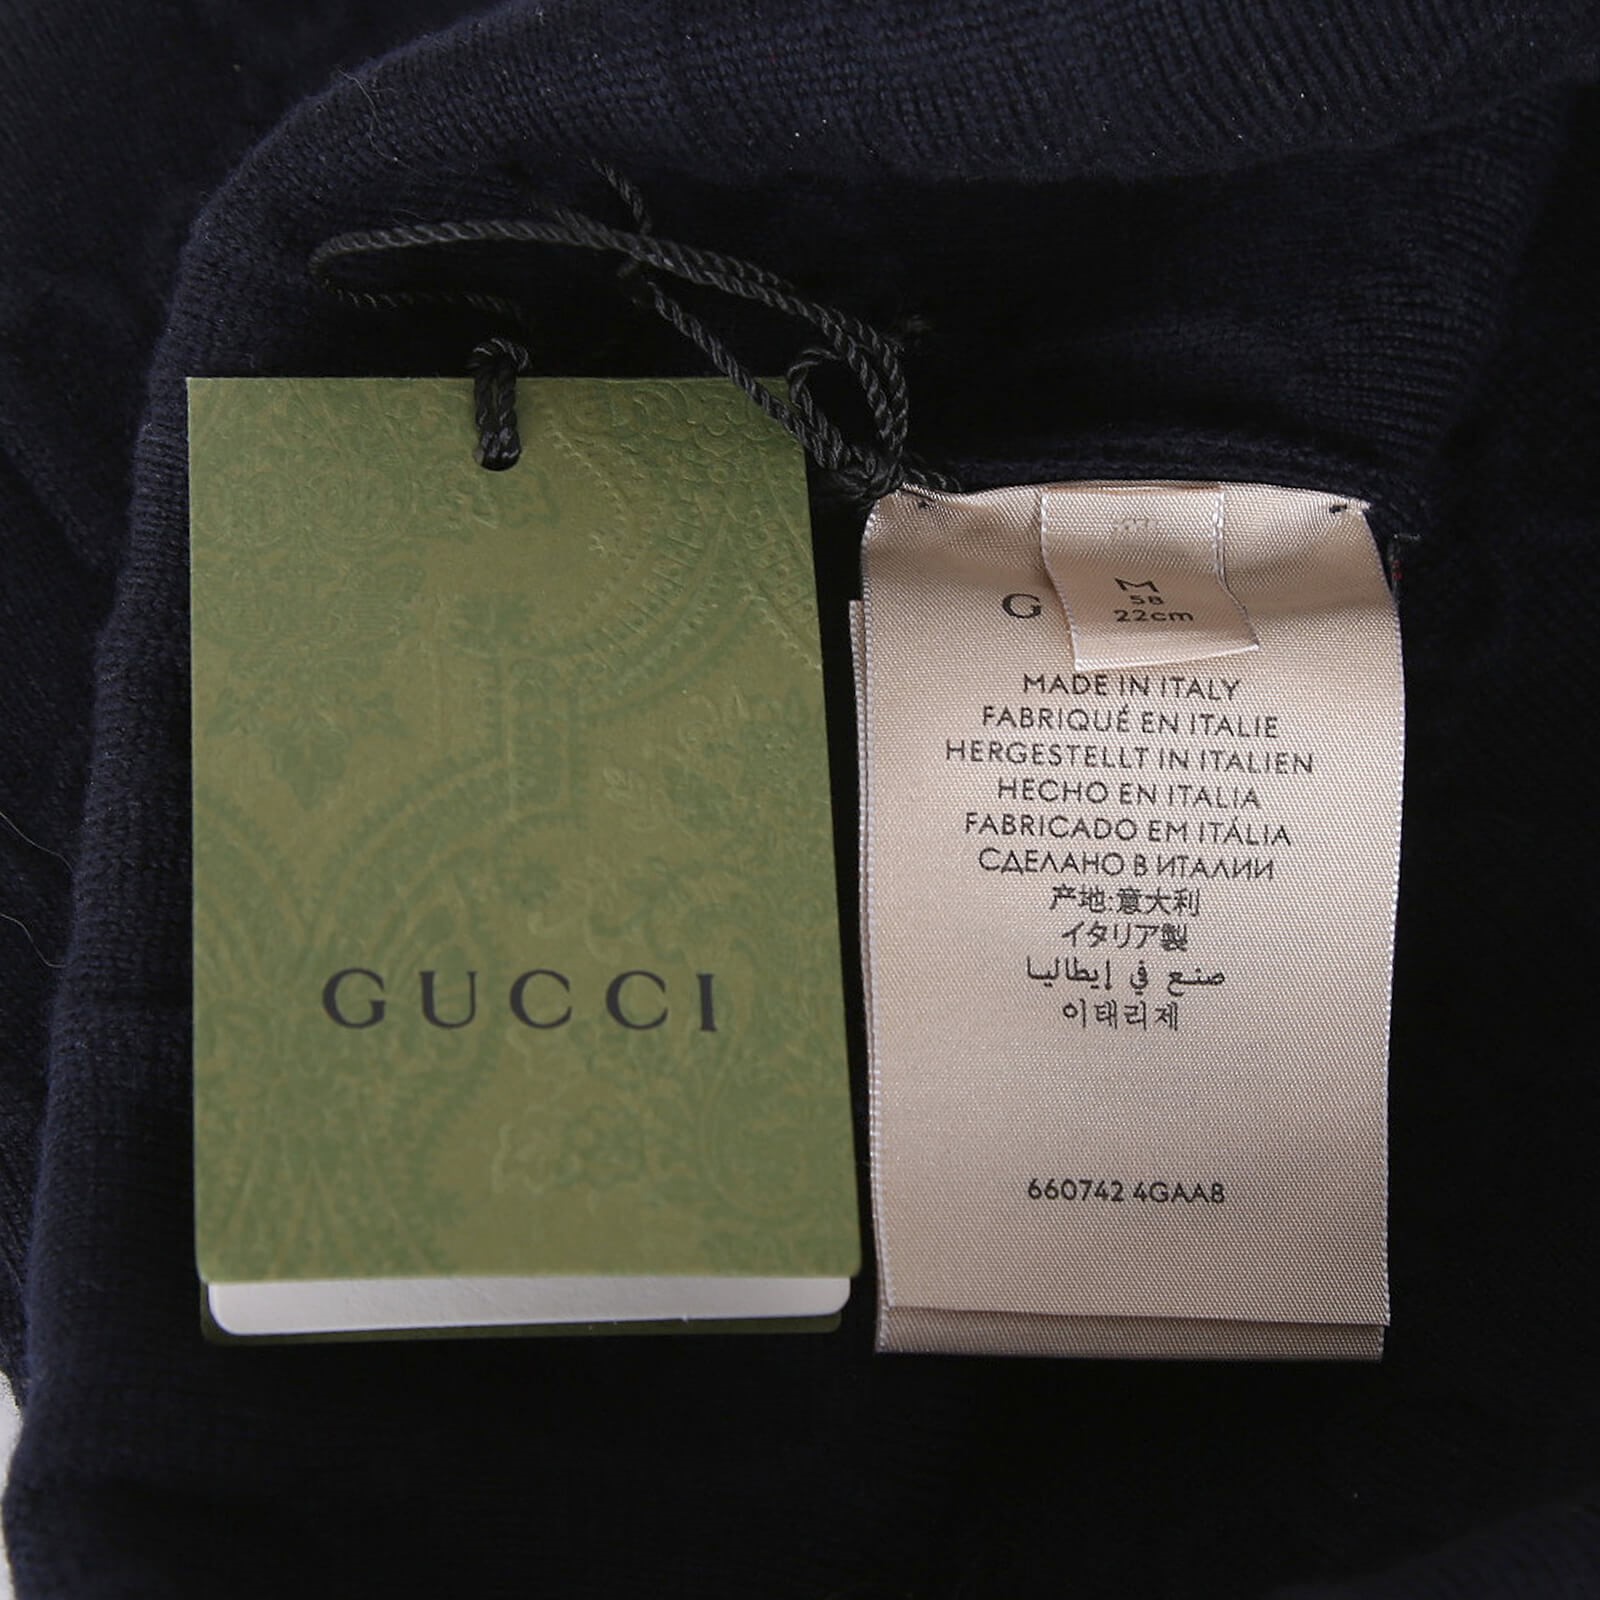 GUCCI
M
58
22cm
G
MADE IN ITALY
FABRIQUÉ EN ITALIE
HERGESTELLT IN ITALIEN
HECHO EN ITALIA
FABRICADO EM ITÁLIA
СДЕЛАНО В ИТАЛИИ
产地:意大利
イタリア製
صنع في إيطاليا
이태리제
660742 4GAA8